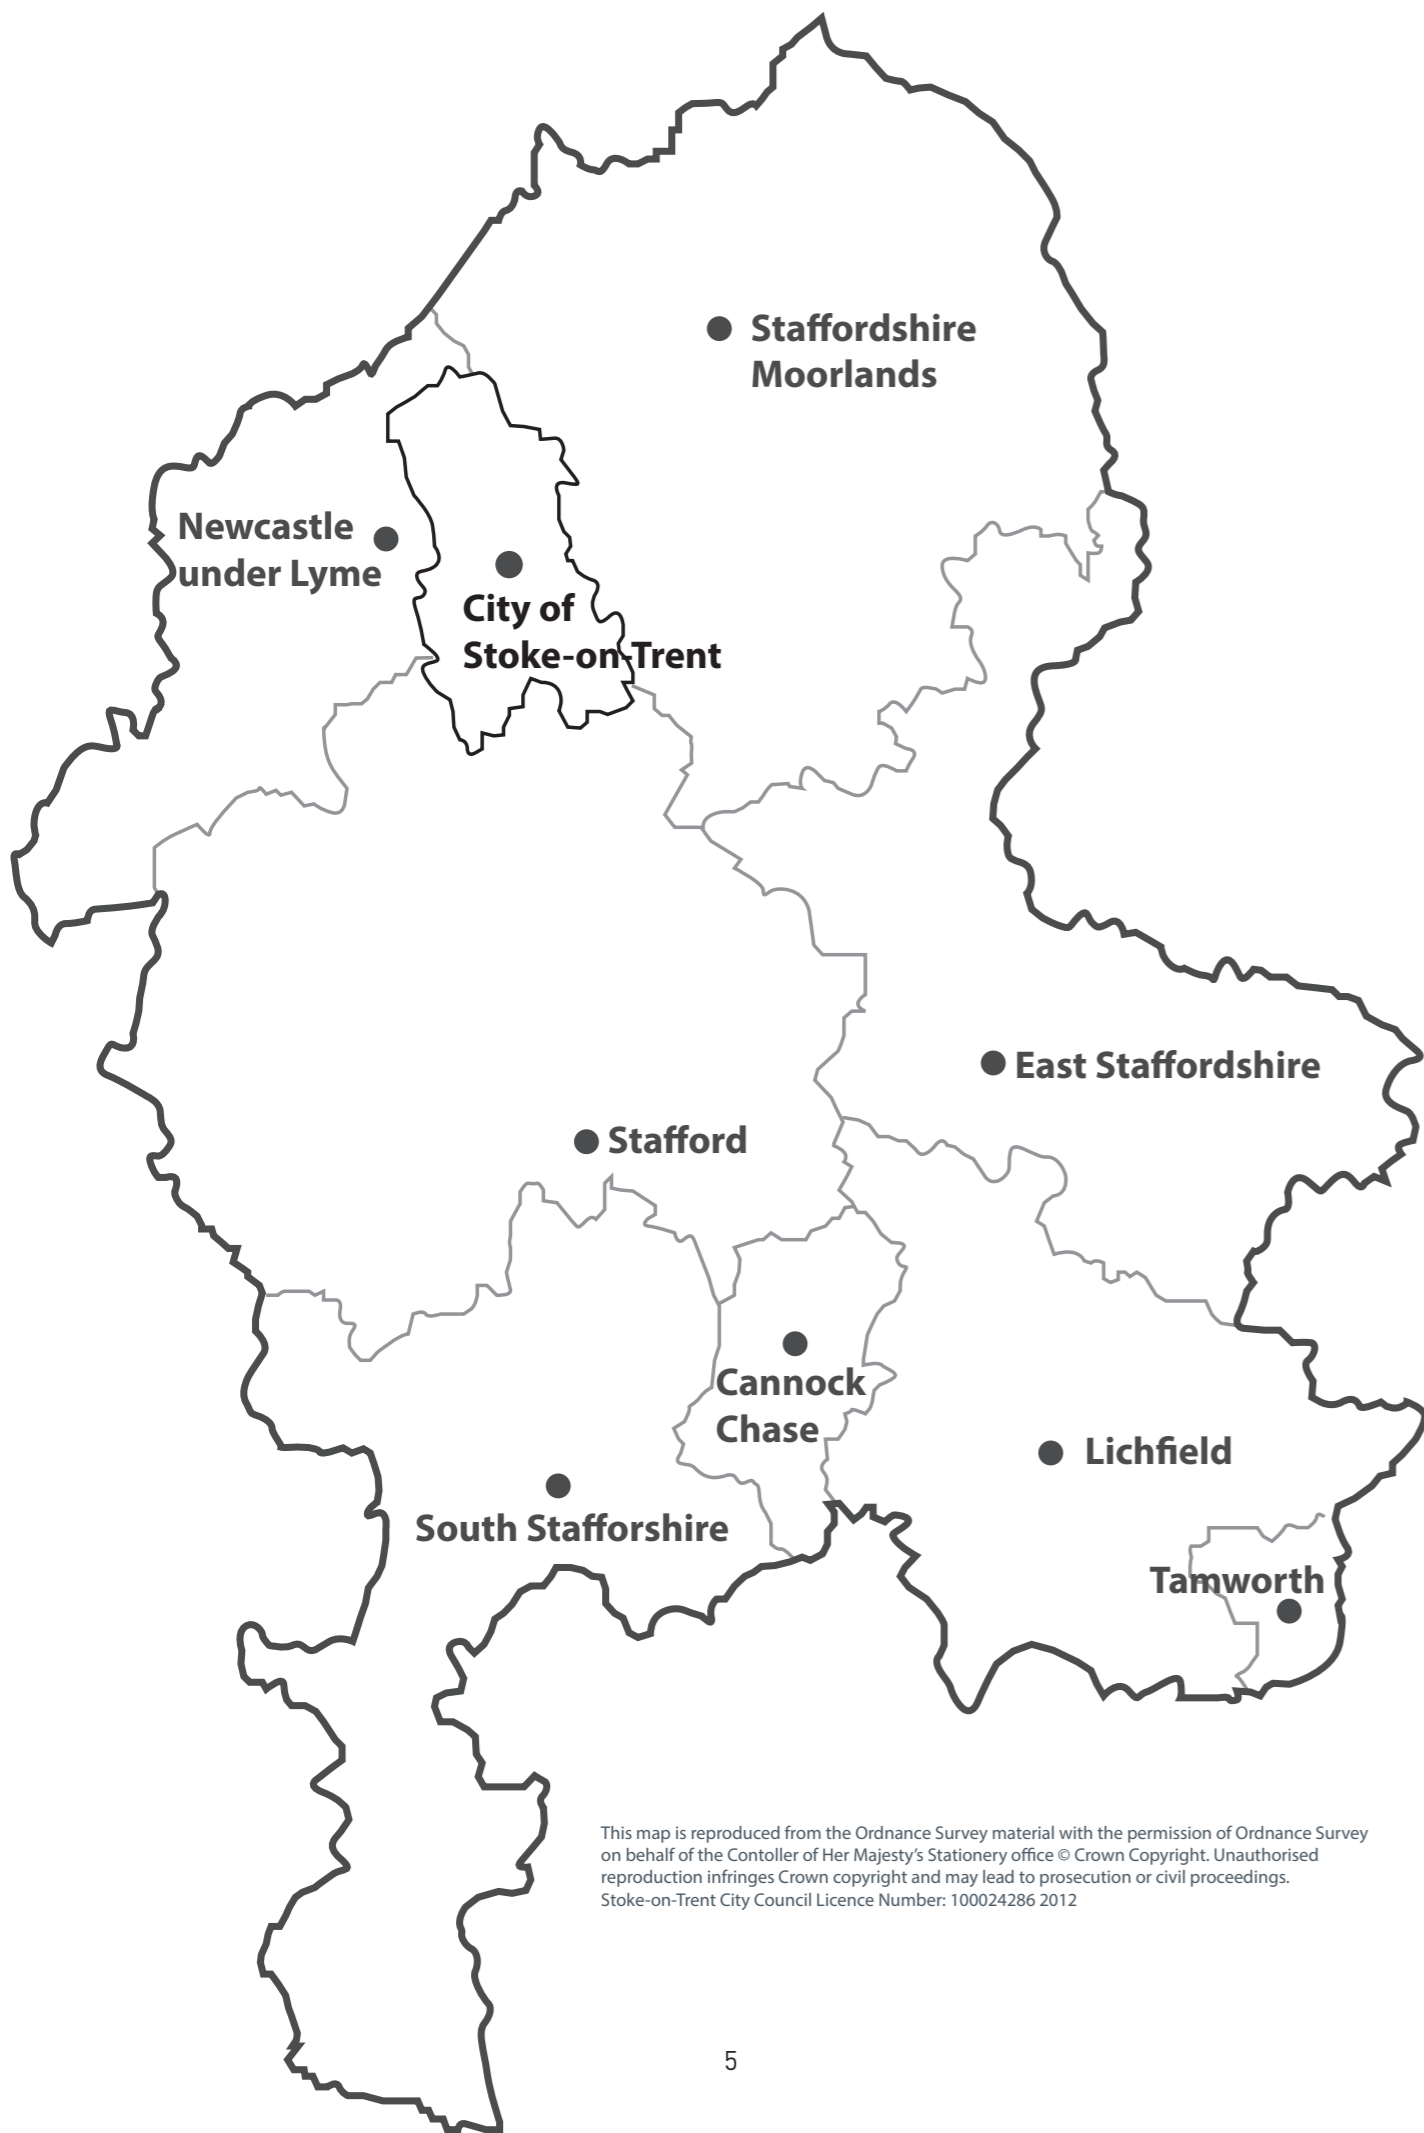 Staffordshire
Moorlands
Newcastle
under Lyme
City of
Stoke-on-Trent
East Staffordshire
Stafford
Cannock
Chase
Lichfield
South Stafforshire
Tamworth
This map is reproduced from the Ordnance Survey material with the permission of Ordnance Survey
on behalf of the Contoller of Her Majesty's Stationery office © Crown Copyright. Unauthorised
reproduction infringes Crown copyright and may lead to prosecution or civil proceedings.
Stoke-on-Trent City Council Licence Number: 100024286 2012
5